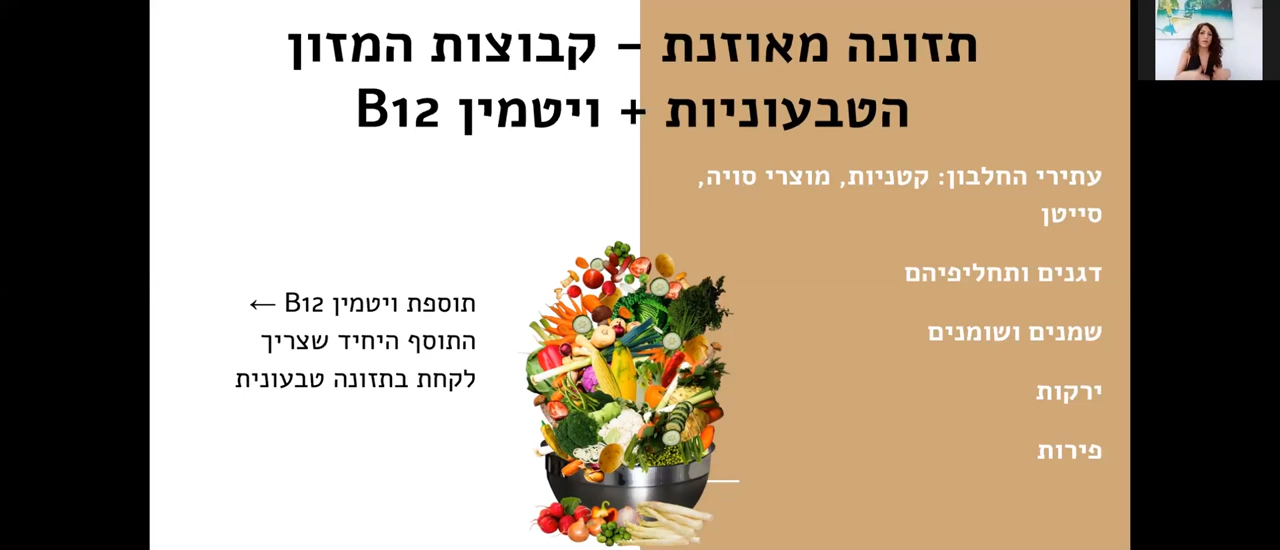 תזונה מאוזנת – קבוצות המזון
הטבעוניות + ויטמין B12
עתירי החלבון: קטניות, מוצרי סויה,
סייטן
דגנים ותחליפיהם
שמנים ושומנים
ירקות
פירות
תוספת ויטמין B12 ←
התוסף היחיד שצריך
לקחת בתזונה טבעונית